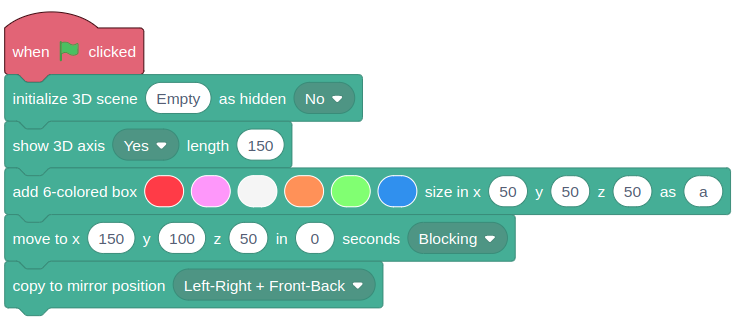 when clicked
initialize 3D scene Empty as hidden No
show 3D axis Yes length 150
add 6-colored box size in x 50 y 50 z 50 as a
move to x 150 y 100 z 50 in 0 seconds Blocking
copy to mirror position Left-Right + Front-Back